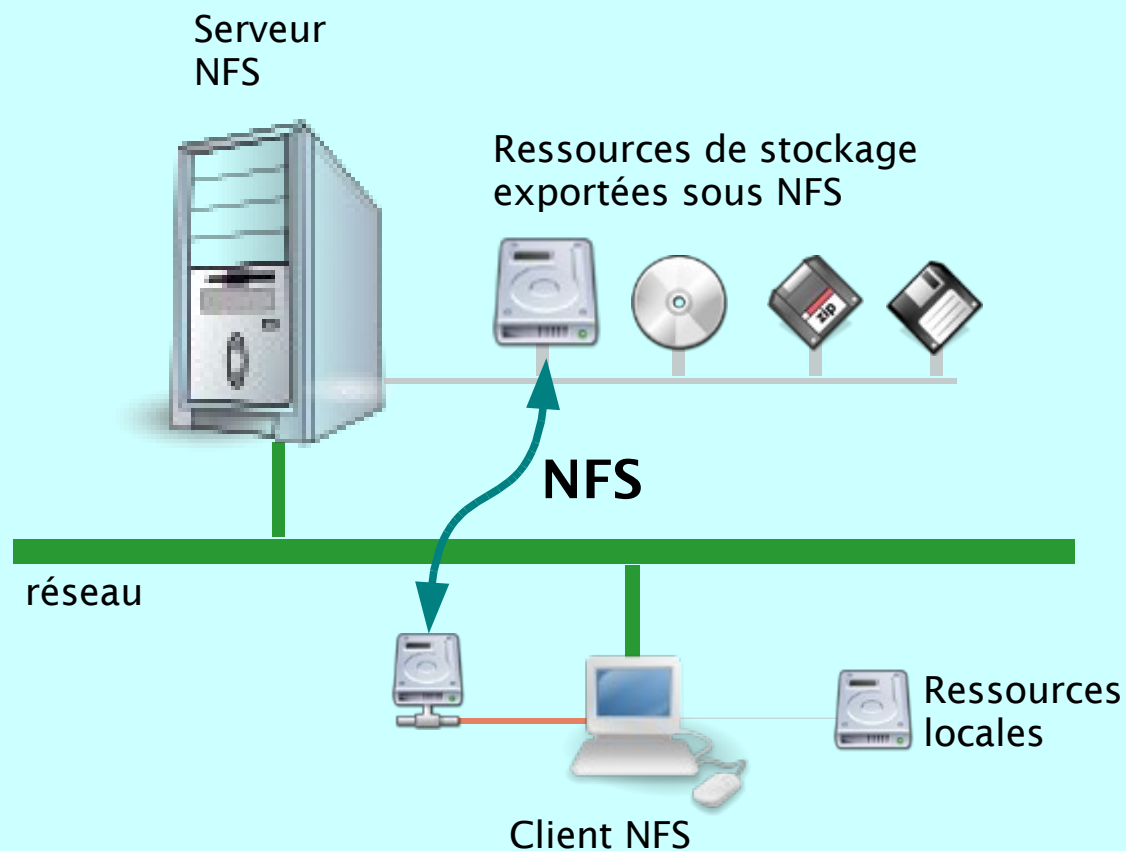 Serveur
NFS
Ressources de stockage
exportées sous NFS
zip
NFS
réseau
Ressources
locales
Client NFS